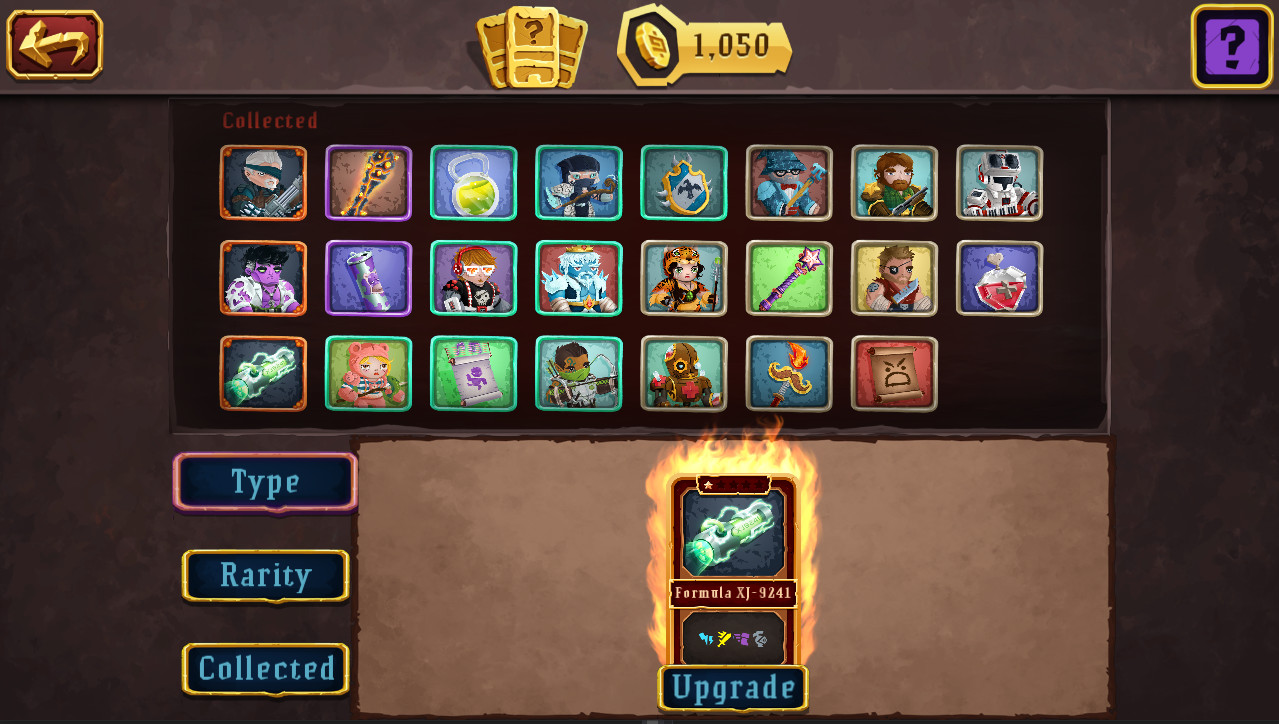 ?
1,050
?
Collected
Type
Rarity
Collected
Formula XJ-9241
Upgrade